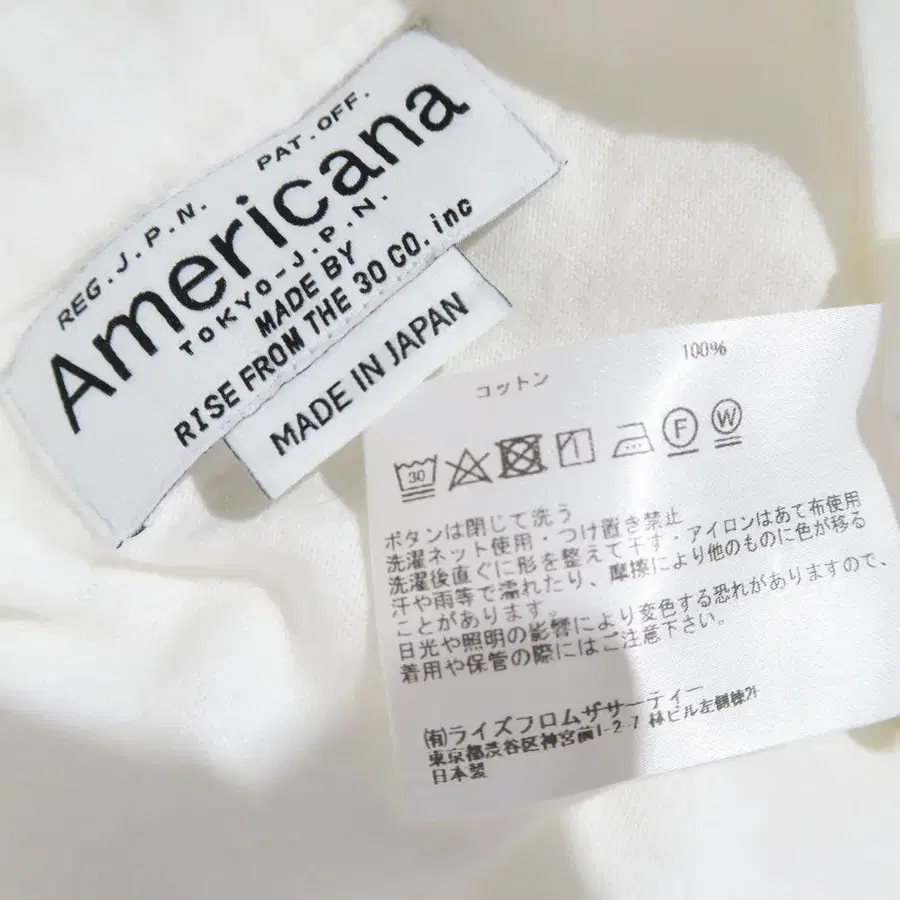 REG.J.P.N. PAT.OFF.
Americana
TOKYO-J.P.N.
MADE BY
RISE FROM THE 30 CO. inc
MADE IN JAPAN
コットン 100%
30 F W
ボタンは閉じて洗う
洗濯ネット使用・つけ置き禁止
洗濯後直ぐに形を整えて干す・アイロンはあて布使用
汗や雨等で濡れたり、摩擦により他のものに色が移る
ことがあります。
日光や照明の影響により変色する恐れがありますので、
着用や保管の際にはご注意下さい。
(有)ライズフロムザサーティー
東京都渋谷区神宮前1-2-7 林ビル左側棟2F
日本製